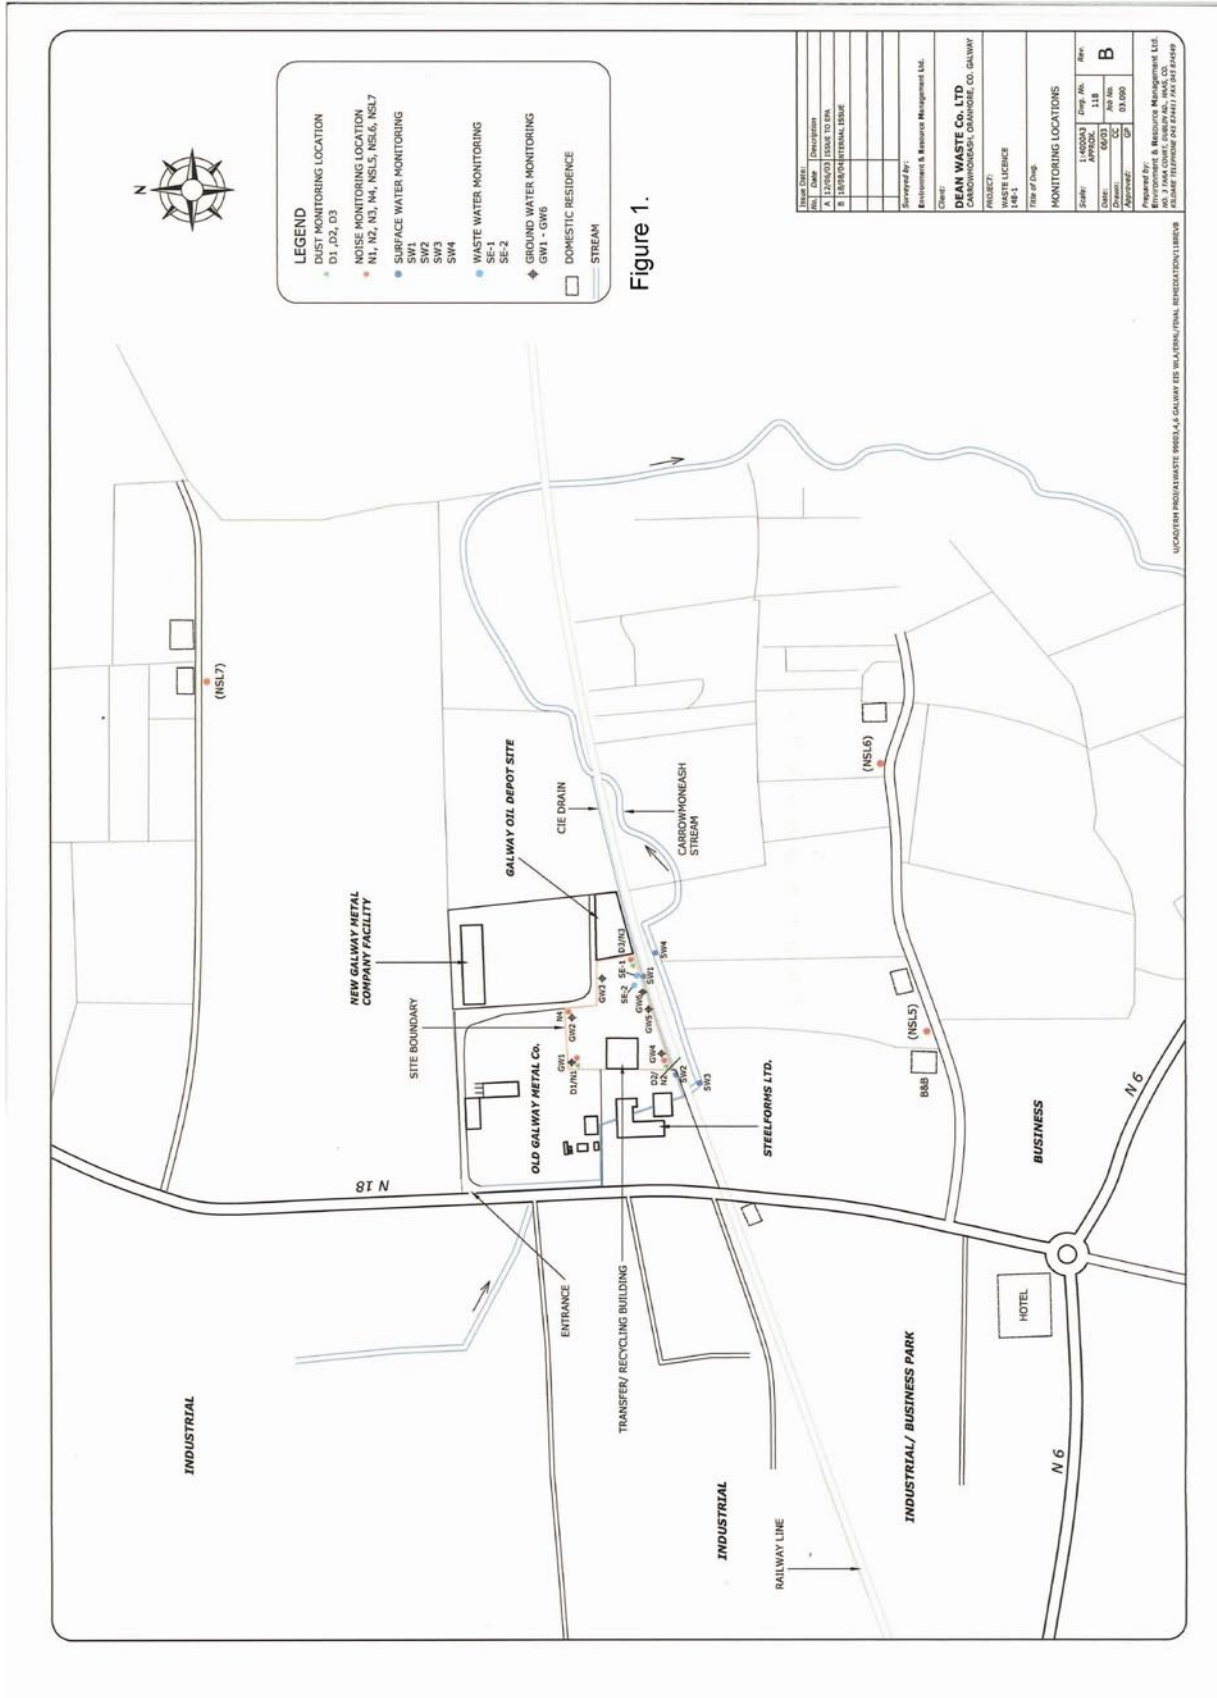 N
LEGEND
DUST MONITORING LOCATION
D1 ,D2, D3
NOISE MONITORING LOCATION
N1, N2, N3, N4, NSL5, NSL6, NSL7
SURFACE WATER MONITORING
SW1
SW2
SW3
SW4
WASTE WATER MONITORING
SE-1
SE-2
GROUND WATER MONITORING
GW1 - GW6
DOMESTIC RESIDENCE
STREAM
Figure 1.
INDUSTRIAL
N 18
(NSL7)
NEW GALWAY METAL
COMPANY FACILITY
SITE BOUNDARY
GALWAY OIL DEPOT SITE
CIE DRAIN
CARROWMONEASH
STREAM
OLD GALWAY METAL Co.
ENTRANCE
GW1
D1/N1
GW2
N4
GW3
D3/N3
SE-1
SE-2
SW1
SW4
GW6
GW5
GW4
D2/
N2
SW2
SW3
TRANSFER/ RECYCLING BUILDING
STEELFORMS LTD.
INDUSTRIAL
RAILWAY LINE
(NSL6)
(NSL5)
B&B
INDUSTRIAL/ BUSINESS PARK
HOTEL
BUSINESS
N 6
N 6
Issue Date:
No. Date Description
A 12/06/03 ISSUE TO EPA
B 18/08/04 INTERNAL ISSUE
Surveyed by:
Environment & Resource Management Ltd.
Client:
DEAN WASTE Co. LTD
CARROWMONEASH, ORANMORE, CO. GALWAY
PROJECT:
WASTE LICENCE
148-1
Title of Dwg.
MONITORING LOCATIONS
Scale: 1:4000A3 APPROX.
Dwg. No. 118
Rev. B
Date: 06/03
Job No. 03.090
Drawn: CC
Approved: GP
Prepared by:
Environment & Resource Management Ltd.